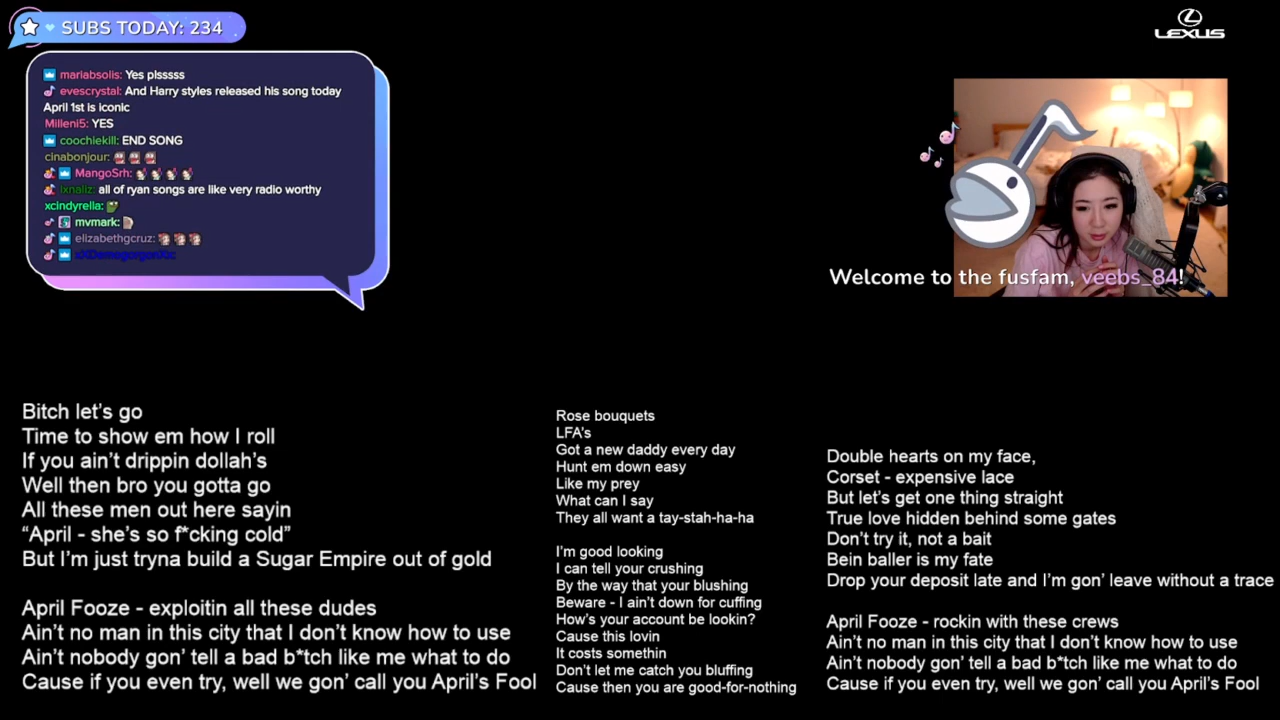 SUBS TODAY: 234
LEXUS
mariabsolis: Yes plsssss
evescrystal: And Harry styles released his song today
April 1st is iconic
Milleni5: YES
coochiekill: END SONG
cinabonjour:
MangoSrh:
ixnaliz: all of ryan songs are like very radio worthy
xcindyrella:
mvmark:
elizabethgcruz:
Welcome to the fusfam, veebs_84!
Bitch let's go
Time to show em how I roll
If you ain't drippin dollah's
Well then bro you gotta go
All these men out here sayin
“April - she's so f*cking cold”
But I'm just tryna build a Sugar Empire out of gold
April Fooze - exploitin all these dudes
Ain't no man in this city that I don't know how to use
Ain't nobody gon' tell a bad b*tch like me what to do
Cause if you even try, well we gon' call you April's Fool
Rose bouquets
LFA's
Got a new daddy every day
Hunt em down easy
Like my prey
What can I say
They all want a tay-stah-ha-ha
I'm good looking
I can tell your crushing
By the way that your blushing
Beware - I ain't down for cuffing
How's your account be lookin?
Cause this lovin
It costs somethin
Don't let me catch you bluffing
Cause then you are good-for-nothing
Double hearts on my face,
Corset - expensive lace
But let's get one thing straight
True love hidden behind some gates
Don't try it, not a bait
Bein baller is my fate
Drop your deposit late and I'm gon' leave without a trace
April Fooze - rockin with these crews
Ain't no man in this city that I don't know how to use
Ain't nobody gon' tell a bad b*tch like me what to do
Cause if you even try, well we gon' call you April's Fool